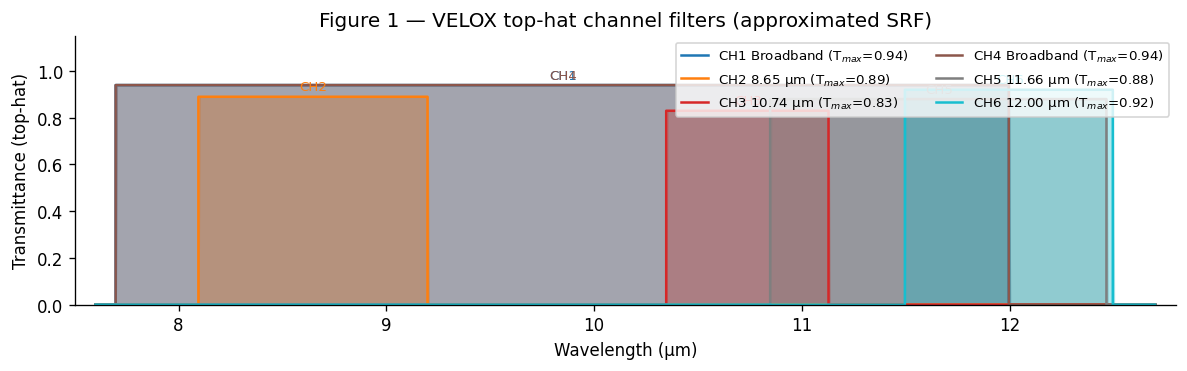 Figure 1 — VELOX top-hat channel filters (approximated SRF)
Transmittance (top-hat)
1.0
0.8
0.6
0.4
0.2
0.0
CH2
CH1 Broadband (Tmax=0.94)
CH2 8.65 μm (Tmax=0.89)
CH3 10.74 μm (Tmax=0.83)
CH4 Broadband (Tmax=0.94)
CH5 11.66 μm (Tmax=0.88)
CH6 12.00 μm (Tmax=0.92)
8 9 10 11 12
Wavelength (μm)